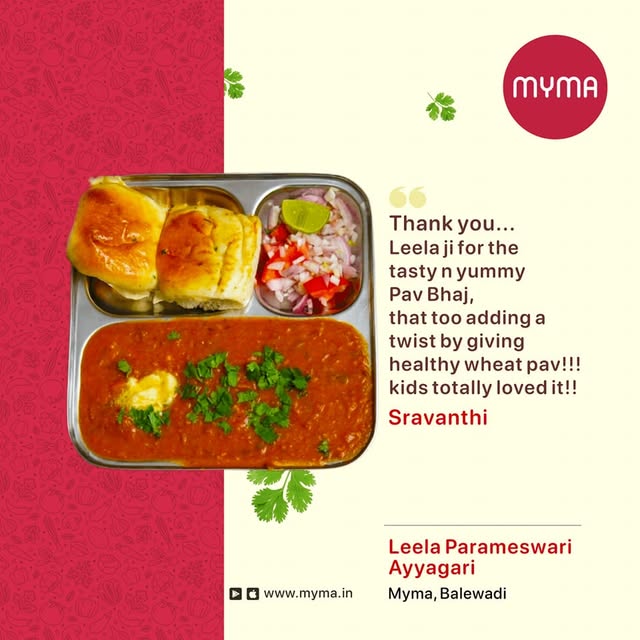 MYMA
Thank you...
Leela ji for the
tasty n yummy
Pav Bhaj,
that too adding a
twist by giving
healthy wheat pav!!!
kids totally loved it!!
Sravanthi
Leela Parameswari
Ayyagari
Myma, Balewadi
www.myma.in